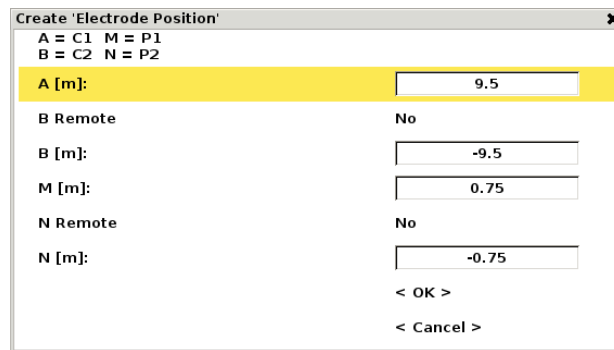 Create 'Electrode Position'
A = C1 M = P1
B = C2 N = P2
A [m]: 9.5
B Remote No
B [m]: -9.5
M [m]: 0.75
N Remote No
N [m]: -0.75
< OK >
< Cancel >